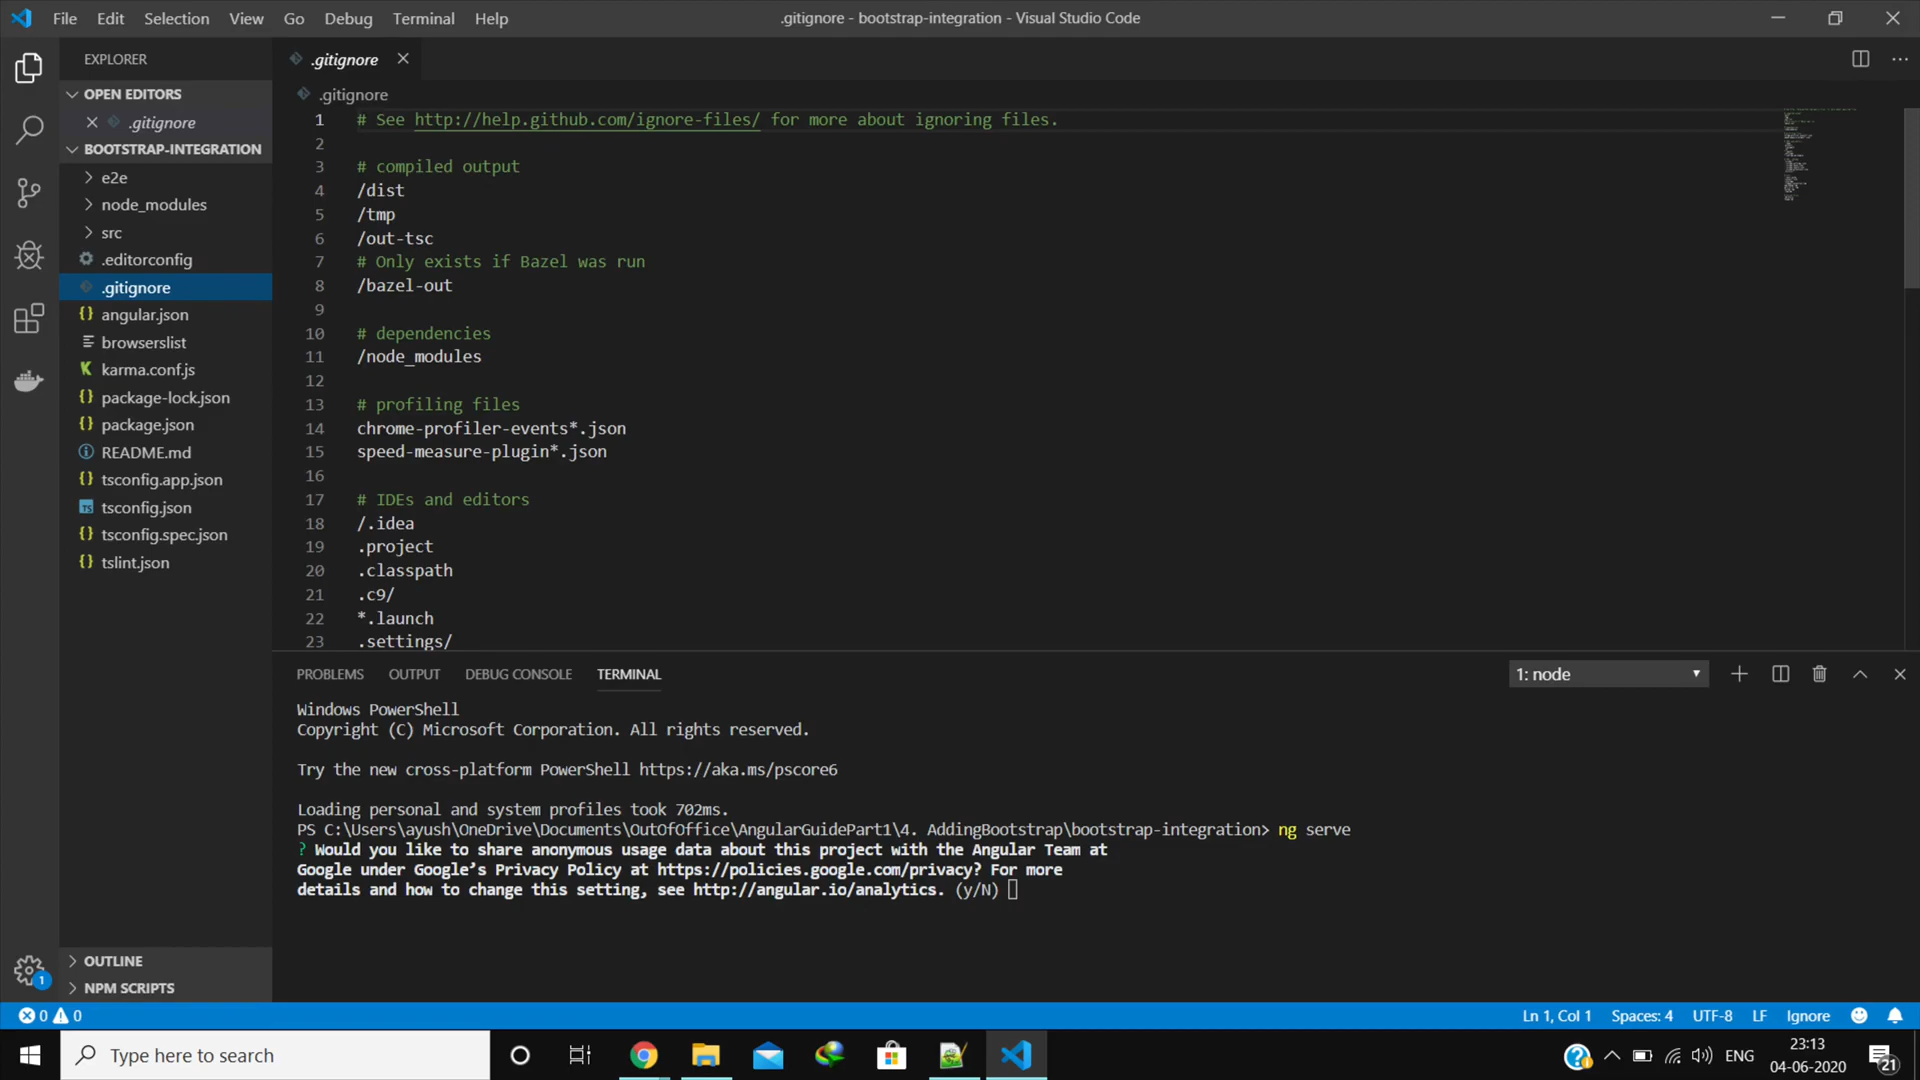 File Edit Selection View Go Debug Terminal Help
.gitignore - bootstrap-integration - Visual Studio Code
EXPLORER
OPEN EDITORS
.gitignore
BOOTSTRAP-INTEGRATION
e2e
node_modules
src
.editorconfig
.gitignore
angular.json
browserslist
karma.conf.js
package-lock.json
package.json
README.md
tsconfig.app.json
tsconfig.json
tsconfig.spec.json
tslint.json
OUTLINE
NPM SCRIPTS
1
.gitignore
.gitignore
1 # See http://help.github.com/ignore-files/ for more about ignoring files.
2
3 # compiled output
4 /dist
5 /tmp
6 /out-tsc
7 # Only exists if Bazel was run
8 /bazel-out
9
10 # dependencies
11 /node_modules
12
13 # profiling files
14 chrome-profiler-events*.json
15 speed-measure-plugin*.json
16
17 # IDEs and editors
18 /.idea
19 .project
20 .classpath
21 .c9/
22 *.launch
23 .settings/
PROBLEMS OUTPUT DEBUG CONSOLE TERMINAL
1: node
Windows PowerShell
Copyright (C) Microsoft Corporation. All rights reserved.
Try the new cross-platform PowerShell https://aka.ms/pscore6
Loading personal and system profiles took 702ms.
PS C:\Users\ayush\OneDrive\Documents\OutOfOffice\AngularGuidePart1\4. AddingBootstrap\bootstrap-integration> ng serve
? Would you like to share anonymous usage data about this project with the Angular Team at
Google under Google’s Privacy Policy at https://policies.google.com/privacy? For more
details and how to change this setting, see http://angular.io/analytics. (y/N)
0 0
Ln 1, Col 1 Spaces: 4 UTF-8 LF Ignore
Type here to search
ENG
23:13
04-06-2020
21